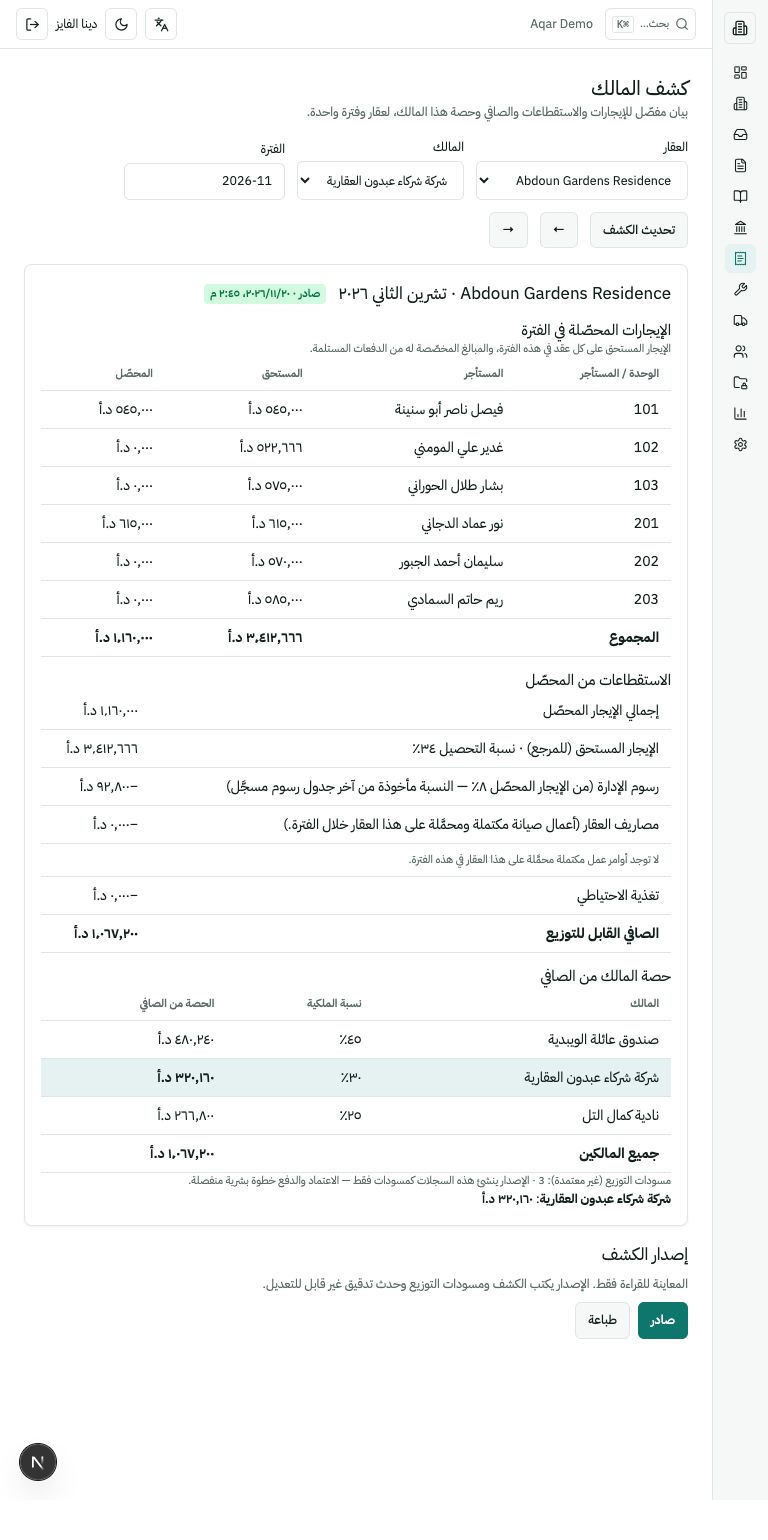 بحث... ⌘K
Aqar Demo
دينا الفايز
كشف المالك
بيان مفصّل للإيجارات والاستقطاعات والصافي وحصة هذا المالك، لعقار وفترة واحدة.
العقار المالك الفترة
Abdoun Gardens Residence شركة شركاء عبدون العقارية 2026-11
تحديث الكشف ← →
Abdoun Gardens Residence · تشرين الثاني ٢٠٢٦ صادر · ٢٠٢٦/١١/٢٠، ٢:٤٥ م
الإيجارات المحصّلة في الفترة
الإيجار المستحق على كل عقد في هذه الفترة، والمبالغ المخصّصة له من الدفعات المستلمة.
الوحدة / المستأجر المستأجر المستحق المحصّل
101 فيصل ناصر أبو سنينة ٥٤٥,٠٠٠ د.أ ٥٤٥,٠٠٠ د.أ
102 غدير علي المومني ٥٢٢,٦٦٦ د.أ ٠,٠٠٠ د.أ
103 بشار طلال الحوراني ٥٧٥,٠٠٠ د.أ ٠,٠٠٠ د.أ
201 نور عماد الدجاني ٦١٥,٠٠٠ د.أ ٦١٥,٠٠٠ د.أ
202 سليمان أحمد الجبور ٥٧٠,٠٠٠ د.أ ٠,٠٠٠ د.أ
203 ريم حاتم السمادي ٥٨٥,٠٠٠ د.أ ٠,٠٠٠ د.أ
المجموع ٣,٤١٢,٦٦٦ د.أ ١,١٦٠,٠٠٠ د.أ
الاستقطاعات من المحصّل
إجمالي الإيجار المحصّل ١,١٦٠,٠٠٠ د.أ
الإيجار المستحق (للمرجع) · نسبة التحصيل ٣٤٪ ٣,٤١٢,٦٦٦ د.أ
رسوم الإدارة (من الإيجار المحصّل ٨٪ — النسبة مأخوذة من آخر جدول رسوم مسجَّل) −٩٢,٨٠٠ د.أ
مصاريف العقار (أعمال صيانة مكتملة ومحمَّلة على هذا العقار خلال الفترة.) −٠,٠٠٠ د.أ
لا توجد أوامر عمل مكتملة محمَّلة على هذا العقار في هذه الفترة.
تغذية الاحتياطي −٠,٠٠٠ د.أ
الصافي القابل للتوزيع ١,٠٦٧,٢٠٠ د.أ
حصة المالك من الصافي
المالك نسبة الملكية الحصة من الصافي
صندوق عائلة الويبدية ٤٥٪ ٤٨٠,٢٤٠ د.أ
شركة شركاء عبدون العقارية ٣٠٪ ٣٢٠,١٦٠ د.أ
نادية كمال التل ٢٥٪ ٢٦٦,٨٠٠ د.أ
جميع المالكين ١,٠٦٧,٢٠٠ د.أ
مسودات التوزيع (غير معتمدة): 3 · الإصدار ينشئ هذه السجلات كمسودات فقط — الاعتماد والدفع خطوة بشرية منفصلة.
شركة شركاء عبدون العقارية: ٣٢٠,١٦٠ د.أ
إصدار الكشف
المعاينة للقراءة فقط. الإصدار يكتب الكشف ومسودات التوزيع وحدث تدقيق غير قابل للتعديل.
صادر طباعة